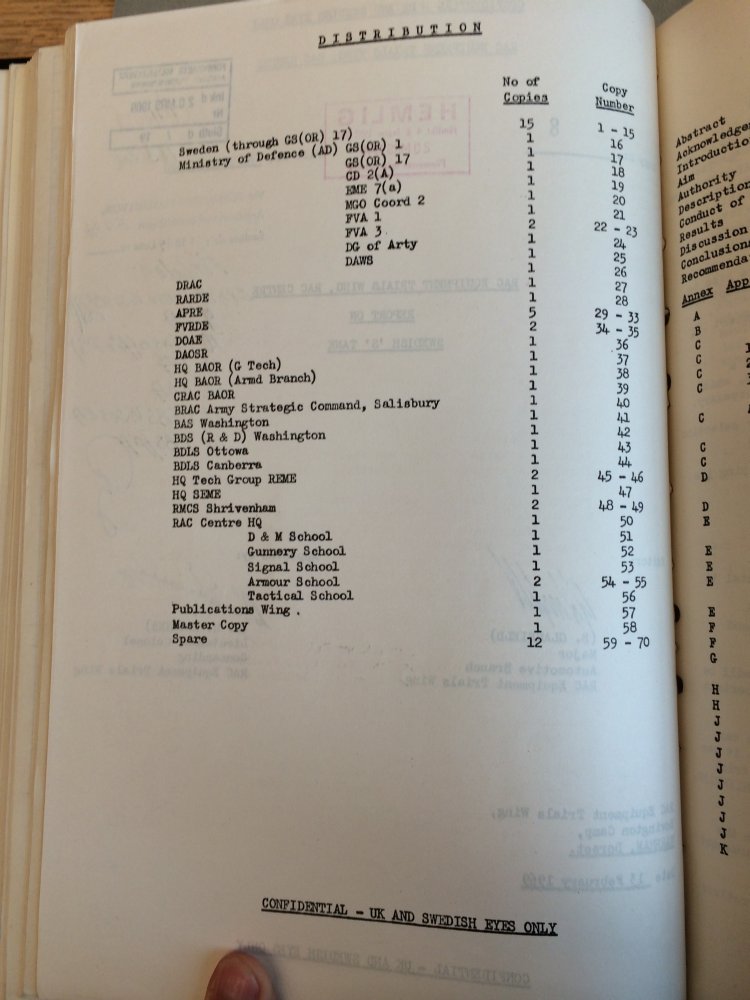 DISTRIBUTION
No of Copies Copy Number
Sweden (through GS(OR) 17) 15 1 - 15
Ministry of Defence (AD) GS(OR) 1 1 16
GS(OR) 17 1 17
CD 2(A) 1 18
EME 7(a) 1 19
MGO Coord 2 1 20
FVA 1 1 21
FVA 3 2 22 - 23
DG of Arty 1 24
DAWS 1 25
DRAC 1 26
RARDE 1 27
APRE 1 28
FVRDE 5 29 - 33
DOAE 2 34 - 35
DAOSR 1 36
HQ BAOR (G Tech) 1 37
HQ BAOR (Armd Branch) 1 38
CRAC BAOR 1 39
BRAC Army Strategic Command, Salisbury 1 40
BAS Washington 1 41
BDS (R & D) Washington 1 42
BDLS Ottowa 1 43
BDLS Canberra 1 44
HQ Tech Group REME 2 45 - 46
HQ SEME 1 47
RMCS Shrivenham 2 48 - 49
RAC Centre HQ 1 50
D & M School 1 51
Gunnery School 1 52
Signal School 1 53
Armour School 2 54 - 55
Tactical School 1 56
Publications Wing . 1 57
Master Copy 1 58
Spare 12 59 - 70
CONFIDENTIAL - UK AND SWEDISH EYES ONLY
Abstract
Aim
Authority
Conduct of
Results
Discussion
Annex
A
B
C
C
C
C
C
C
C
D
D
E
E
E
E
E
F
F
G
H
H
J
J
J
J
J
J
J
J
K